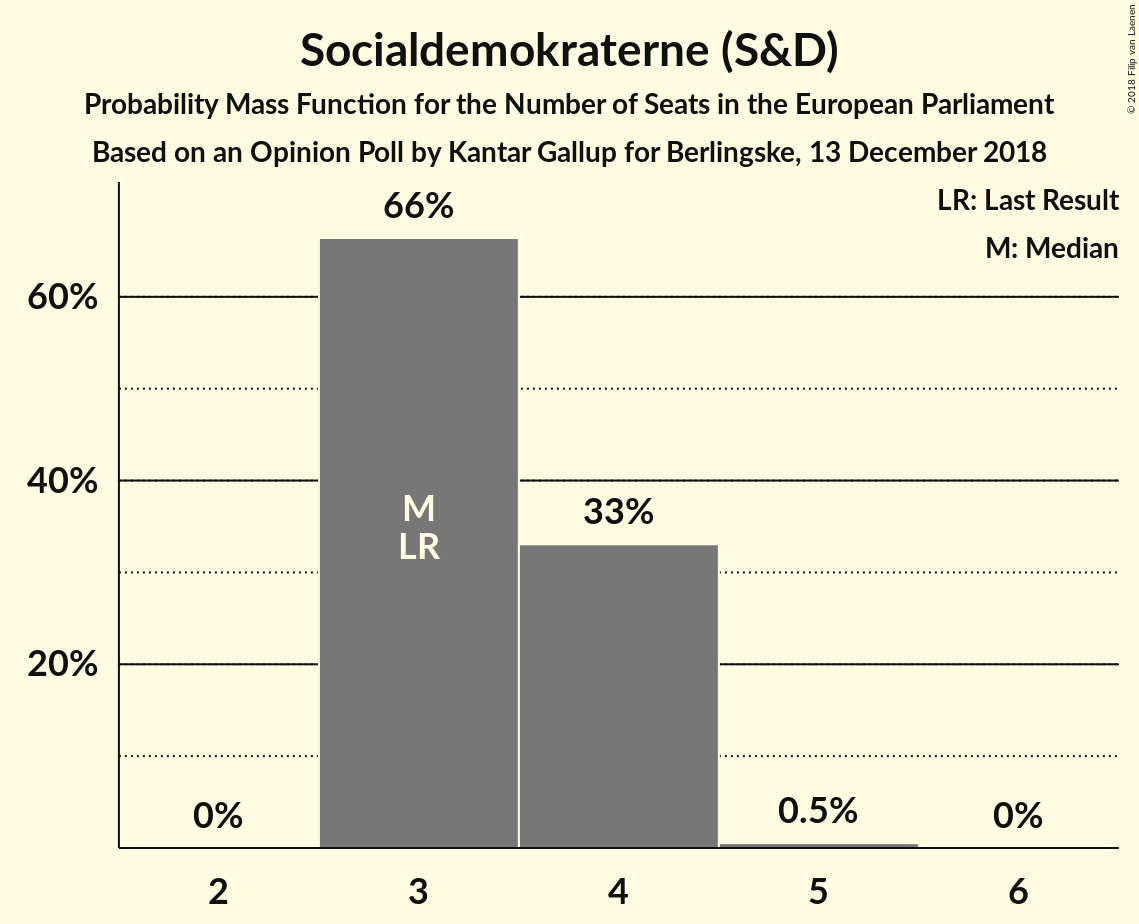 Socialdemokraterne (S&D)
Probability Mass Function for the Number of Seats in the European Parliament
Based on an Opinion Poll by Kantar Gallup for Berlingske, 13 December 2018
© 2018 Filip van Laenen
LR: Last Result
M: Median
66%
60%
40%
20%
M
LR
33%
0%
0.5%
0%
2
3
4
5
6